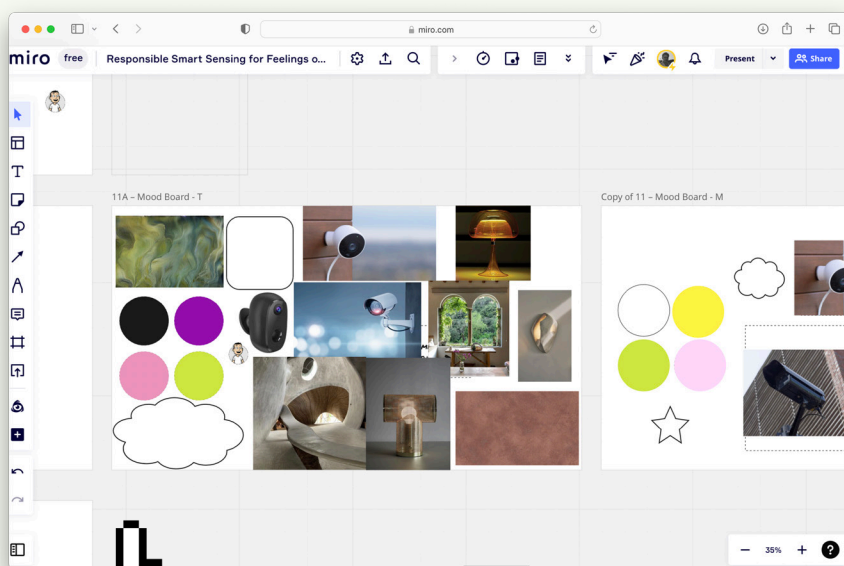 miro.com
miro free Responsible Smart Sensing for Feelings o... Present Share
11A – Mood Board - T
Copy of 11 – Mood Board - M
35%